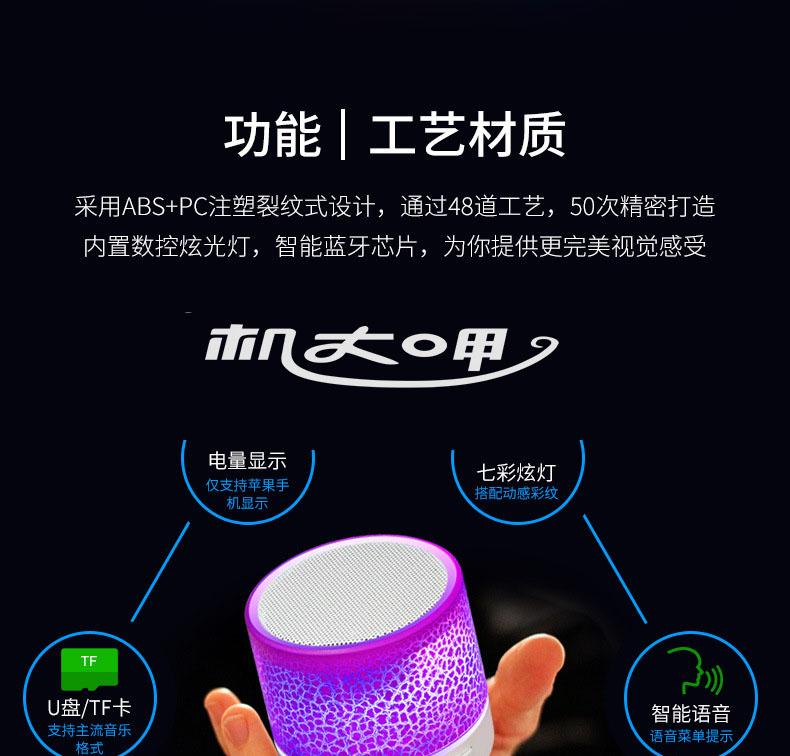 功能|工艺材质
采用ABS+PC注塑裂纹式设计，通过48道工艺，50次精密打造
内置数控炫光灯，智能蓝牙芯片，为你提供更完美视觉感受
机大呷
电量显示
仅支持苹果手
机显示
七彩炫灯
搭配动感彩纹
TF
U盘/TF卡
支持主流音乐
格式
智能语音
语音菜单提示